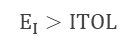 E_I > ITOL